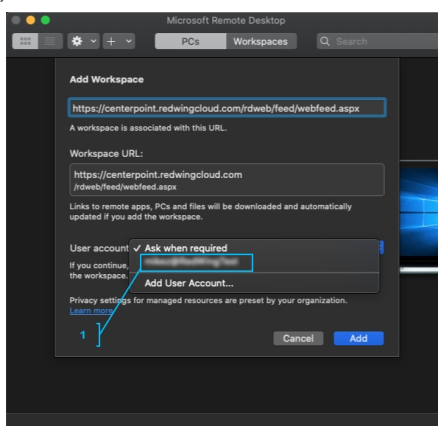 Microsoft Remote Desktop
PCs
Workspaces
Search
Add Workspace
https://centerpoint.redwingcloud.com/rdweb/feed/webfeed.aspx
A workspace is associated with this URL.
Workspace URL:
https://centerpoint.redwingcloud.com
/rdweb/feed/webfeed.aspx
Links to remote apps, PCs and files will be downloaded and automatically
updated if you add the workspace.
User account
✓ Ask when required
If you continue,
the workspace.
Add User Account...
Privacy settings for managed resources are preset by your organization.
Learn more
1
Cancel
Add